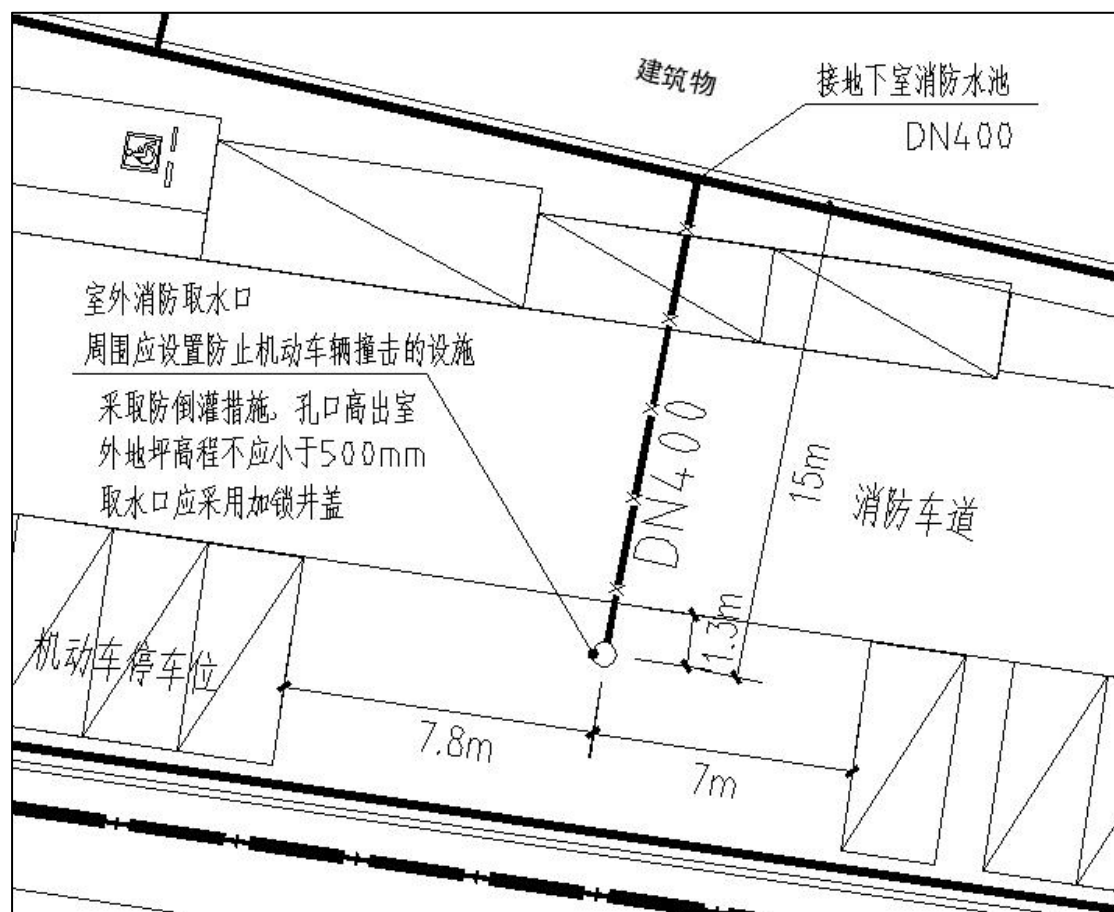 建筑物
接地下室消防水池
DN400
室外消防取水口
周围应设置防止机动车辆撞击的设施
采取防倒灌措施、孔口高出室
外地坪高程不应小于500mm
取水口应采用加锁井盖
DN400
15m
消防车道
1.3m
机动车停车位
7.8m
7m